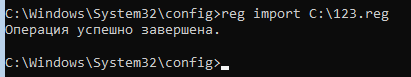 C:\Windows\System32\config>reg import C:\123.reg
Операция успешно завершена.
C:\Windows\System32\config>